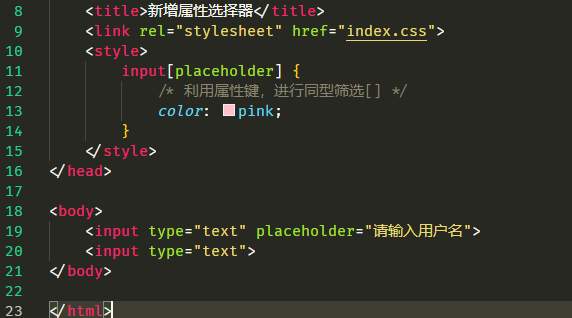 8 <title>新增属性选择器</title>
9 <link rel="stylesheet" href="index.css">
10 <style>
11 input[placeholder] {
12 /* 利用属性键，进行同型筛选[] */
13 color: pink;
14 }
15 </style>
16 </head>
17
18 <body>
19 <input type="text" placeholder="请输入用户名">
20 <input type="text">
21 </body>
22
23 </html>